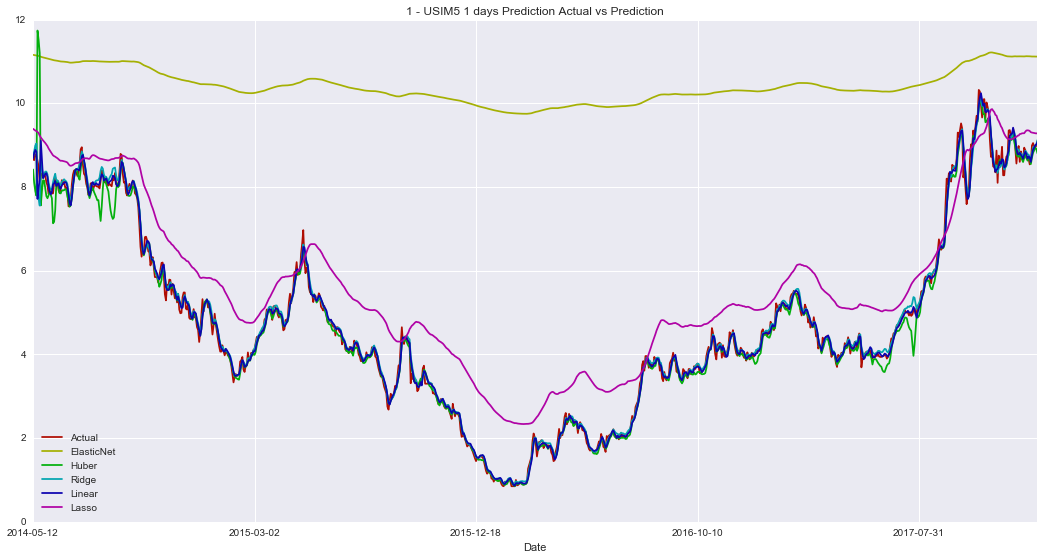 1 - USIM5 1 days Prediction Actual vs Prediction
12
10
8
6
4
2
0
Actual
ElasticNet
Huber
Ridge
Linear
Lasso
2014-05-12
2015-03-02
2015-12-18
2016-10-10
2017-07-31
Date